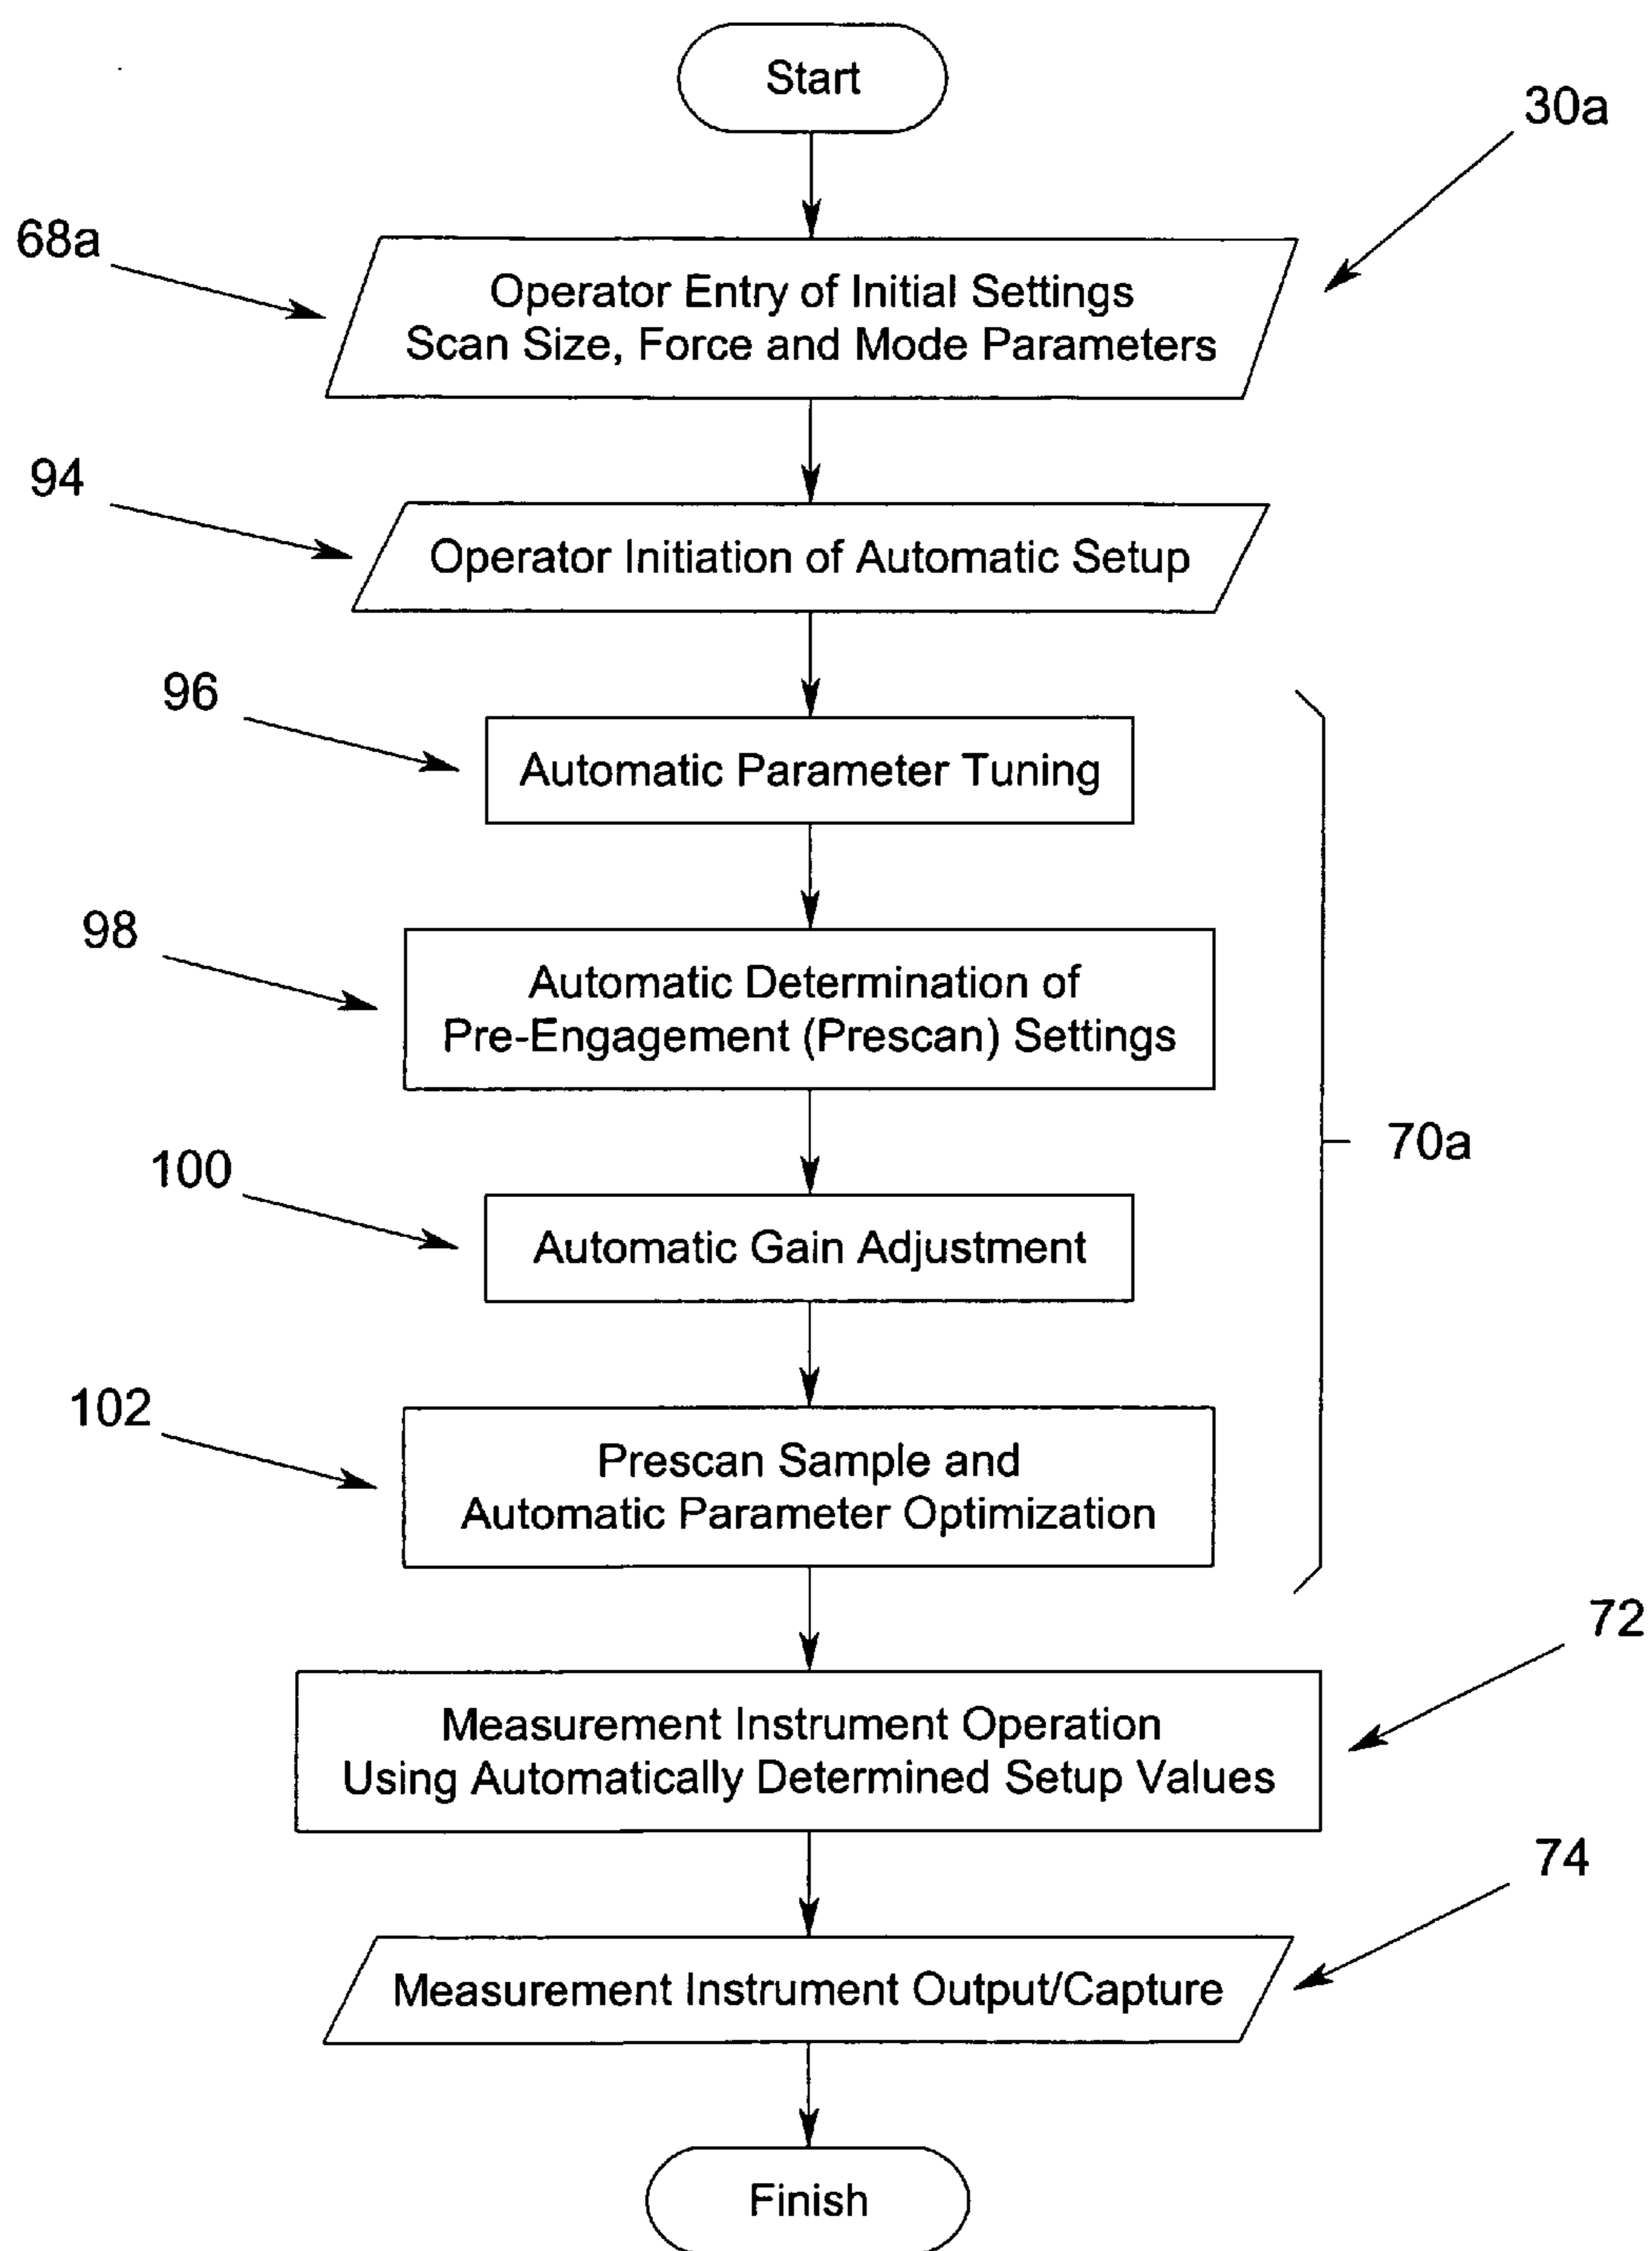 Start
30a
68a
Operator Entry of Initial Settings
Scan Size, Force and Mode Parameters
94
Operator Initiation of Automatic Setup
96
Automatic Parameter Tuning
98
Automatic Determination of
Pre-Engagement (Prescan) Settings
70a
100
Automatic Gain Adjustment
102
Prescan Sample and
Automatic Parameter Optimization
72
Measurement Instrument Operation
Using Automatically Determined Setup Values
74
Measurement Instrument Output/Capture
Finish